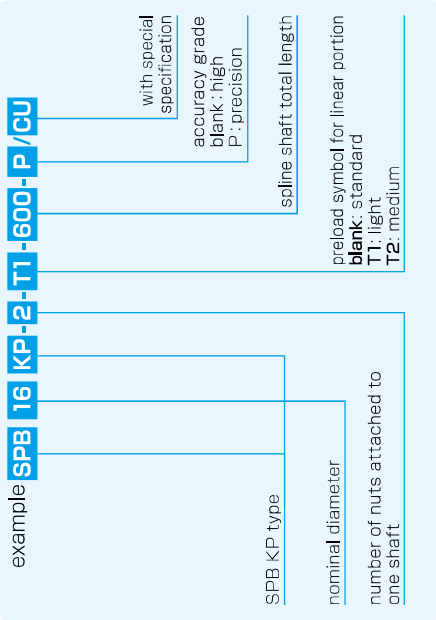 example SPB 16 KP-2-T1-600-P/CU
SPB KP type
nominal diameter
number of nuts attached to
one shaft
with special
specification
accuracy grade
blank : high
P : precision
spline shaft total length
preload symbol for linear portion
blank: standard
T1: light
T2: medium